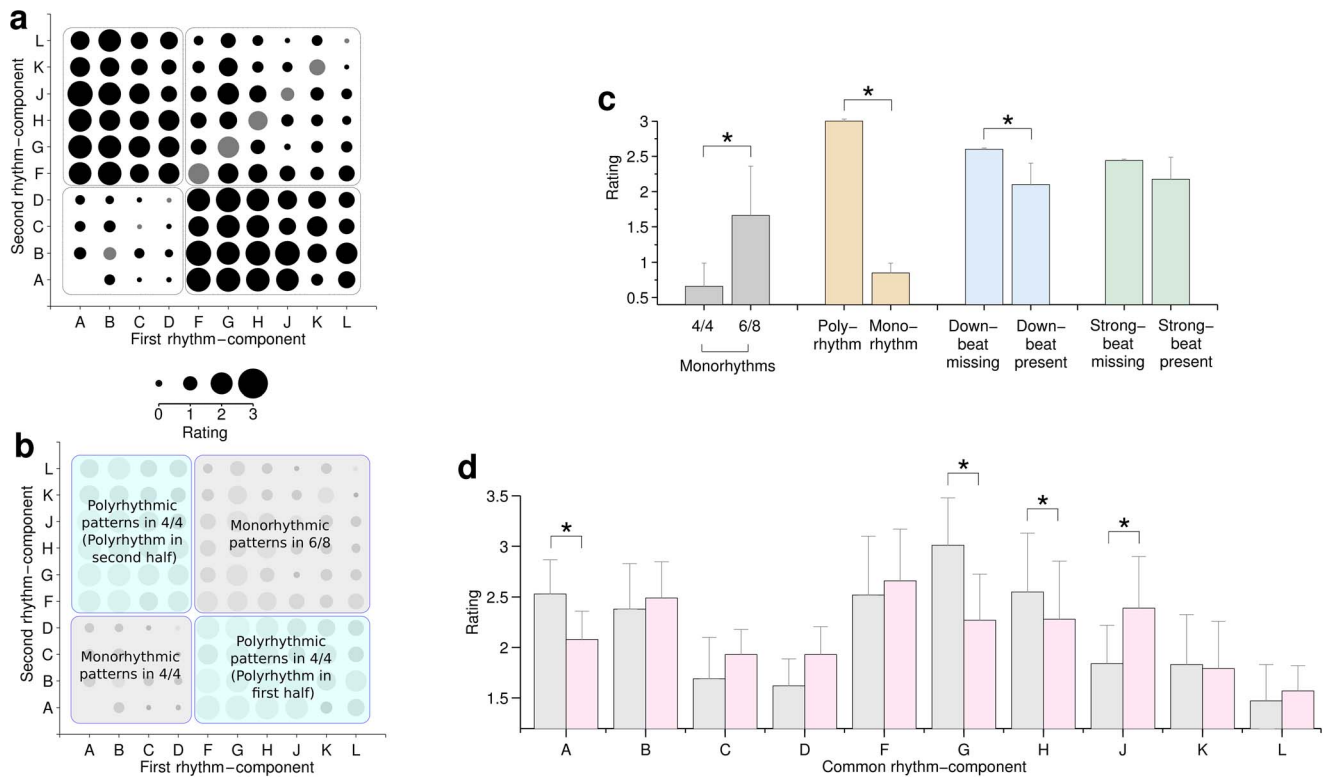 a
Second rhythm−component
L
K
J
H
G
F
D
C
B
A
A B C D F G H J K L
First rhythm−component
0 1 2 3
Rating
b
Second rhythm−component
L
K
J
H
G
F
D
C
B
A
Polyrhythmic
patterns in 4/4
(Polyrhythm in
second half)
Monorhythmic
patterns in 6/8
Monorhythmic
patterns in 4/4
Polyrhythmic
patterns in 4/4
(Polyrhythm in
first half)
A B C D F G H J K L
First rhythm−component
c
Rating
3
2.5
2
1.5
1
0.5
*
*
*
4/4 6/8
Monorhythms
Poly−
rhythm
Mono−
rhythm
Down−
beat
missing
Down−
beat
present
Strong−
beat
missing
Strong−
beat
present
d
Rating
3.5
3
2.5
2
1.5
*
*
*
*
A B C D F G H J K L
Common rhythm−component